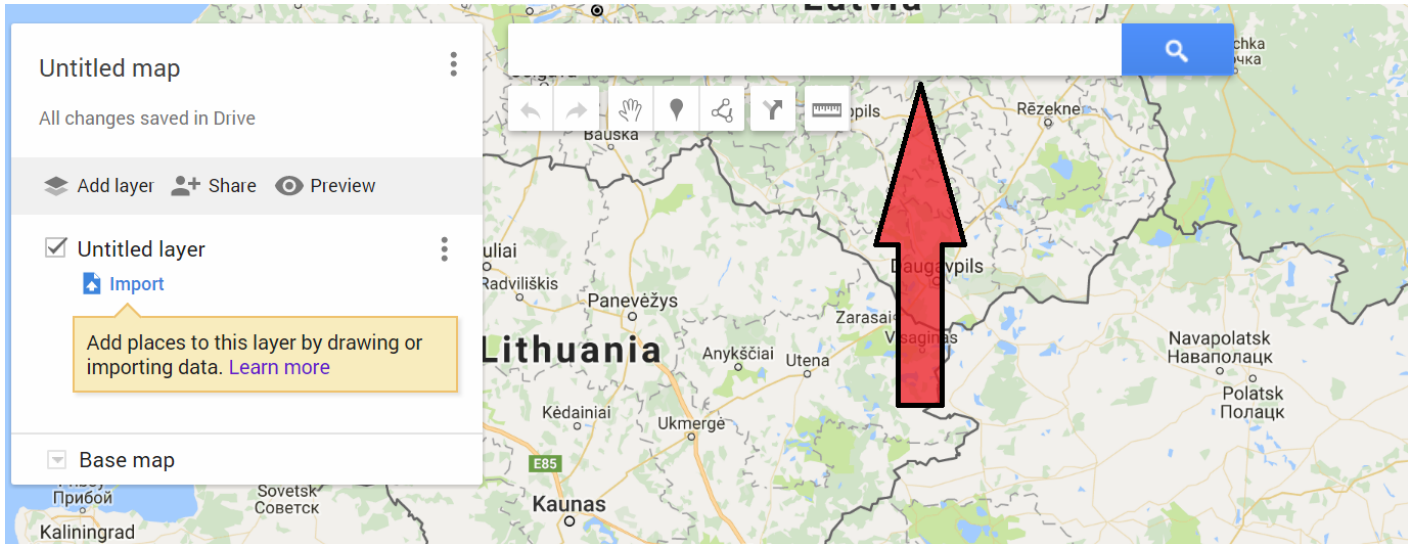 Latvia
Untitled map
All changes saved in Drive
Add layer Share Preview
Untitled layer
Import
Add places to this layer by drawing or
importing data. Learn more
Base map
Bauska
Rēzekne
Daugavpils
Radviliškis
Panevėžys
Zarasai
Visaginas
Lithuania
Anykščiai
Utena
Navapolatsk
Наваполацк
Polatsk
Полацк
Kėdainiai
Ukmergė
E85
Прибой
Sovetsk
Советск
Kaunas
Kaliningrad